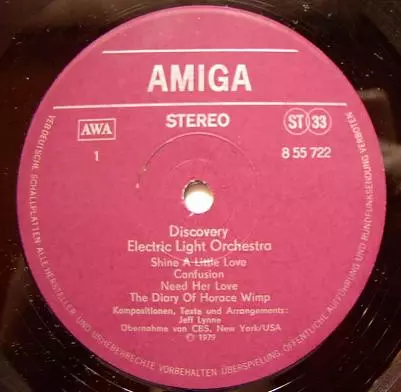 AMIGA
AWA
STEREO
ST 33
1
8 55 722
Discovery
Electric Light Orchestra
Shine A Little Love
Confusion
Need Her Love
The Diary Of Horace Wimp
Kompositionen, Texte und Arrangements:
Jeff Lynne
Übernahme von CBS, New York/USA
℗ 1979
VEB DEUTSCHE SCHALLPLATTEN · ALLE HERSTELLER UND URHEBERRECHTE VORBEHALTEN ÜBERSPIELUNG, ÖFFENTLICHE AUFFÜHRUNG UND RUNDFUNKSENDUNG VERBOTEN